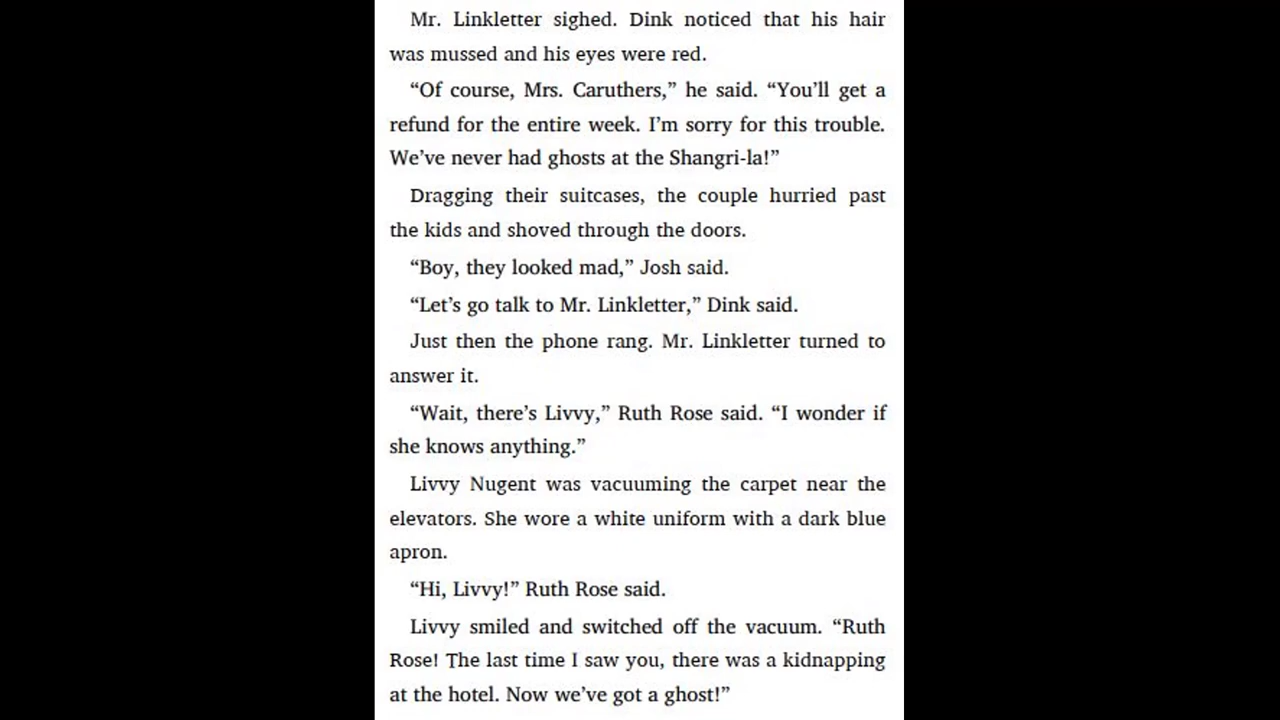 Mr. Linkletter sighed. Dink noticed that his hair
was mussed and his eyes were red.
“Of course, Mrs. Caruthers,” he said. “You’ll get a
refund for the entire week. I’m sorry for this trouble.
We’ve never had ghosts at the Shangri-la!”
Dragging their suitcases, the couple hurried past
the kids and shoved through the doors.
“Boy, they looked mad,” Josh said.
“Let’s go talk to Mr. Linkletter,” Dink said.
Just then the phone rang. Mr. Linkletter turned to
answer it.
“Wait, there’s Livvy,” Ruth Rose said. “I wonder if
she knows anything.”
Livvy Nugent was vacuuming the carpet near the
elevators. She wore a white uniform with a dark blue
apron.
“Hi, Livvy!” Ruth Rose said.
Livvy smiled and switched off the vacuum. “Ruth
Rose! The last time I saw you, there was a kidnapping
at the hotel. Now we’ve got a ghost!”